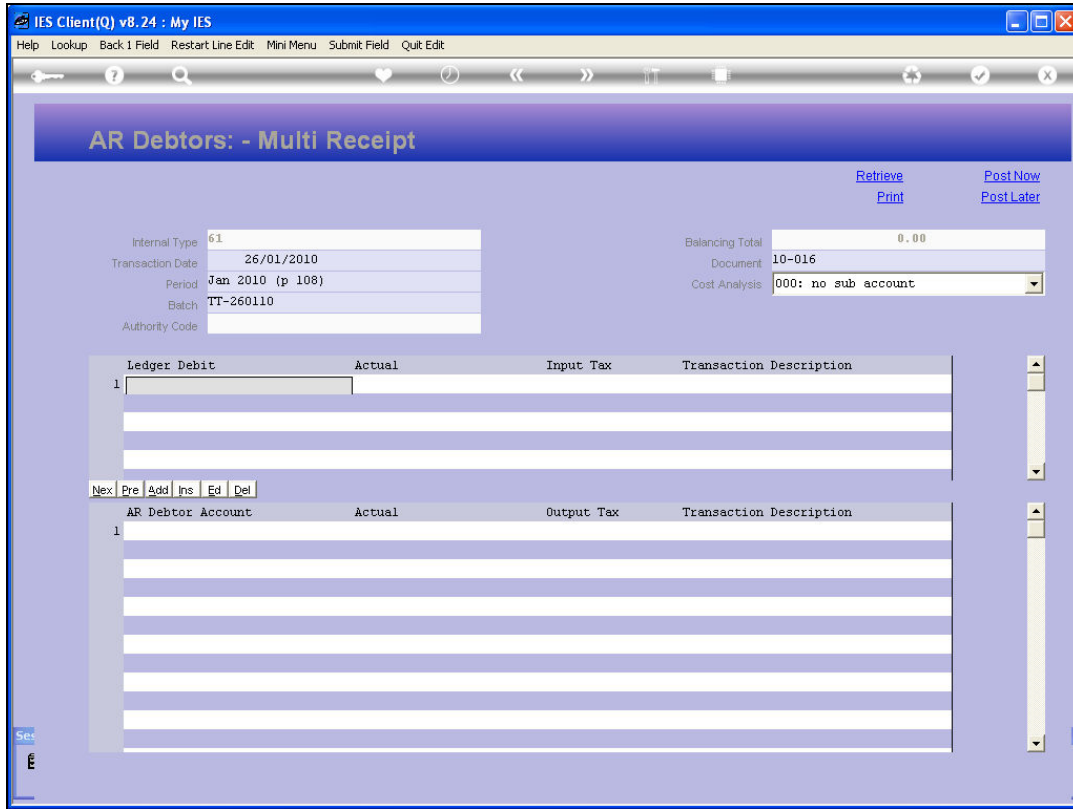 IES Client(Q) v8.24 : My IES
Help Lookup Back 1 Field Restart Line Edit Mini Menu Submit Field Quit Edit
AR Debtors: - Multi Receipt
Retrieve Post Now
Print Post Later
Internal Type 61 Balancing Total 0.00
Transaction Date 26/01/2010 Document 10-016
Period Jan 2010 (p 108) Cost Analysis 000: no sub account
Batch TT-260110
Authority Code
Ledger Debit Actual Input Tax Transaction Description
1
Nex Pre Add Ins Ed Del
AR Debtor Account Actual Output Tax Transaction Description
1
Ses